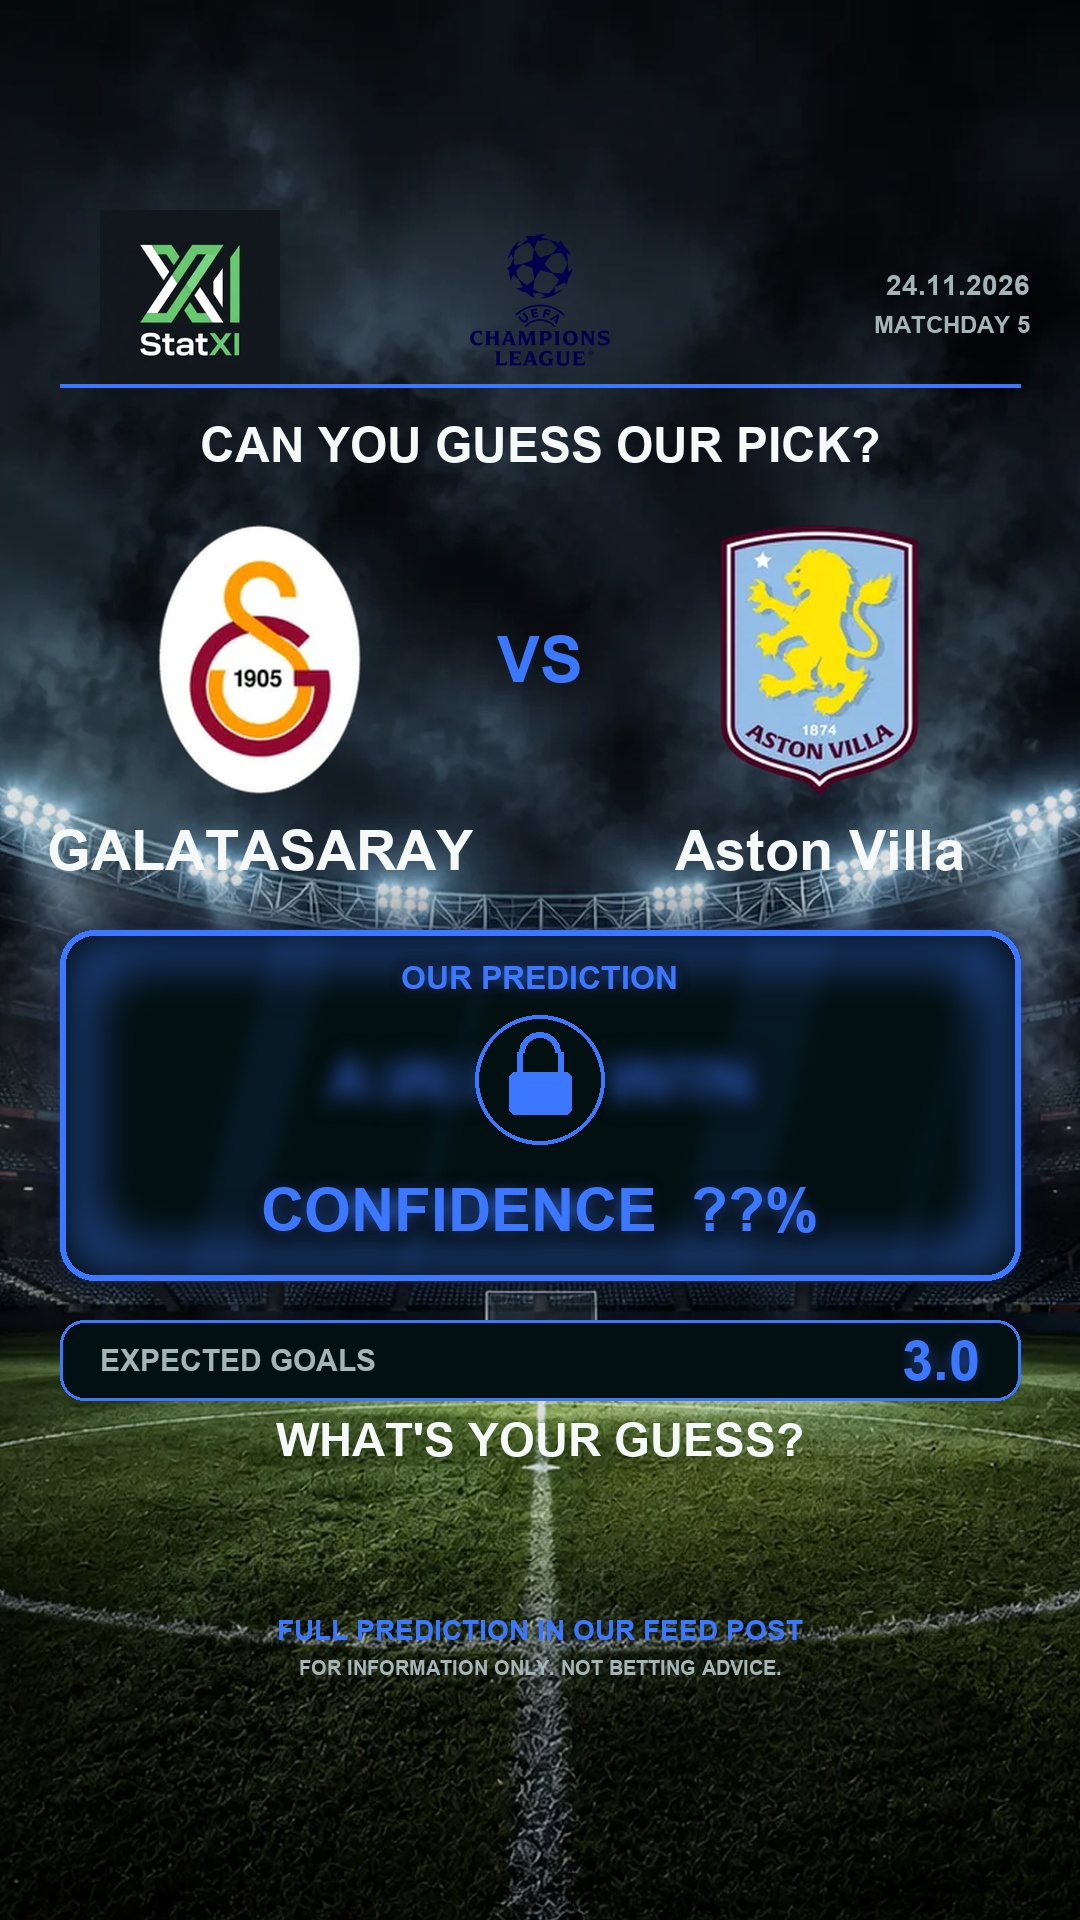 StatXI
UEFA
CHAMPIONS
LEAGUE
24.11.2026
MATCHDAY 5
CAN YOU GUESS OUR PICK?
1905
VS
1874
ASTON VILLA
GALATASARAY
Aston Villa
OUR PREDICTION
CONFIDENCE ??%
EXPECTED GOALS
3.0
WHAT'S YOUR GUESS?
FULL PREDICTION IN OUR FEED POST
FOR INFORMATION ONLY. NOT BETTING ADVICE.